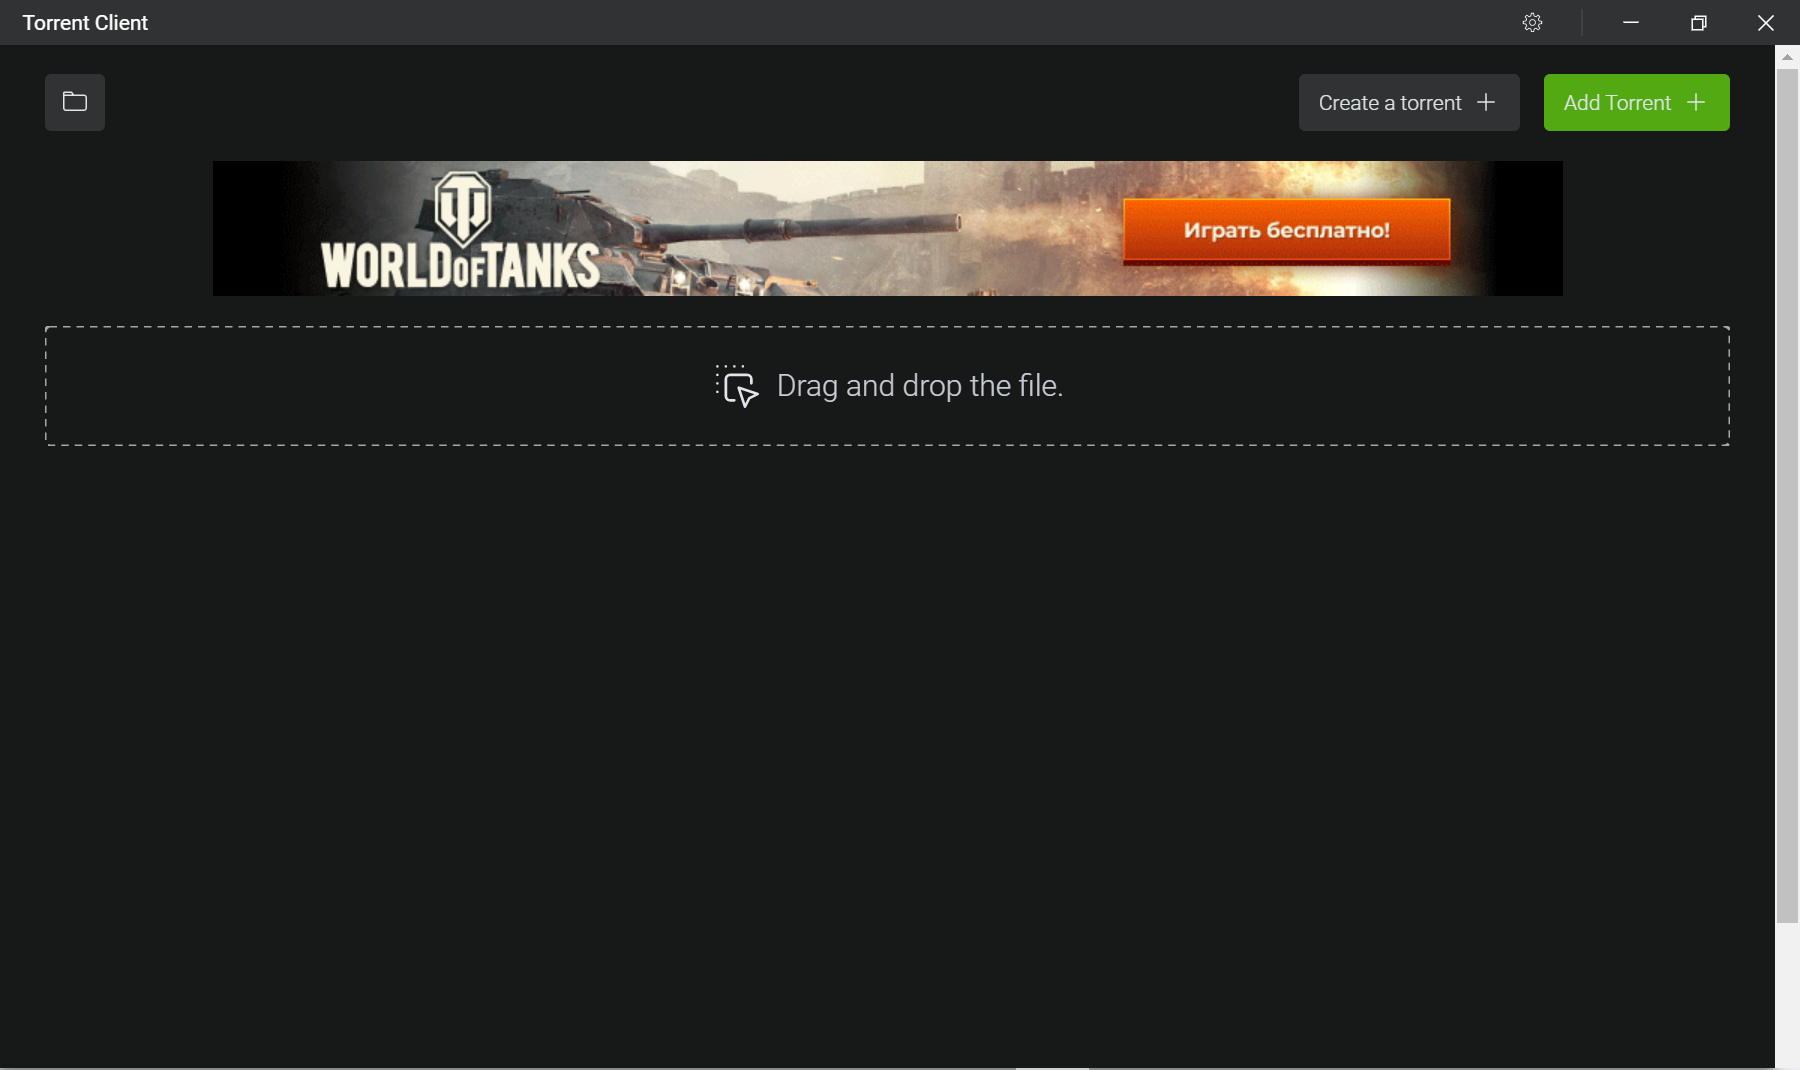 Torrent Client
Create a torrent
Add Torrent
WORLD OF TANKS
Играть бесплатно!
Drag and drop the file.